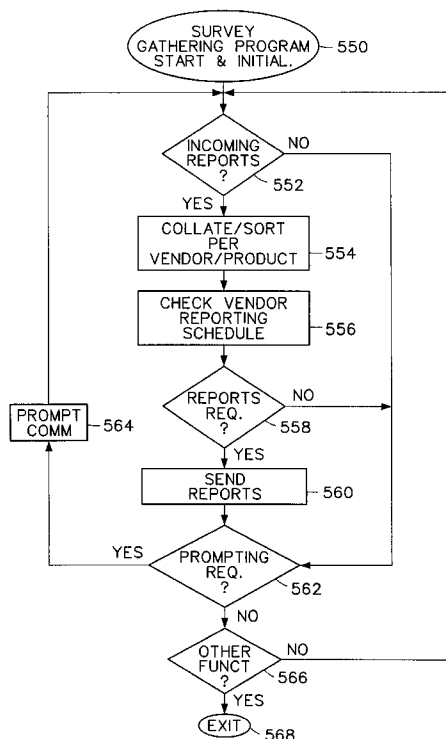 SURVEY
GATHERING PROGRAM
START & INITIAL.
550
INCOMING
REPORTS
?
NO
552
YES
COLLATE/SORT
PER
VENDOR/PRODUCT
554
CHECK VENDOR
REPORTING
SCHEDULE
556
REPORTS
REQ.
?
NO
558
PROMPT
COMM
564
YES
SEND
REPORTS
560
YES
PROMPTING
REQ.
?
562
NO
OTHER
FUNCT
?
NO
566
YES
EXIT
568